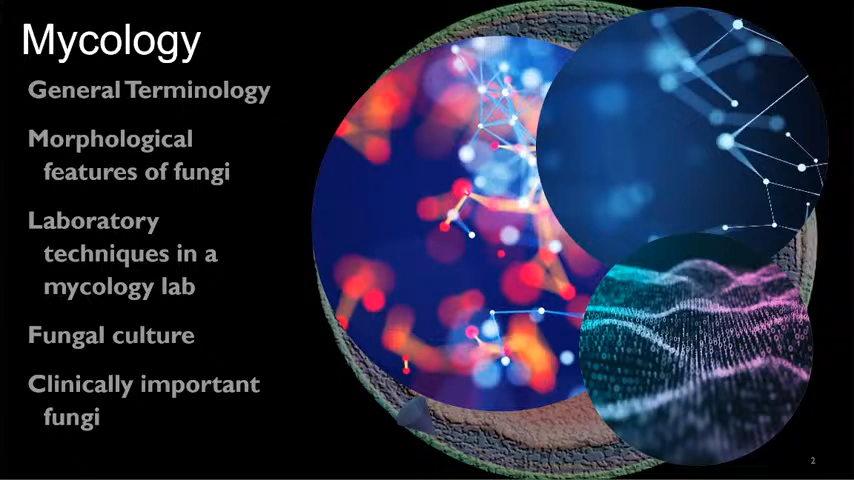 Mycology
General Terminology
Morphological
features of fungi
Laboratory
techniques in a
mycology lab
Fungal culture
Clinically important
fungi
2